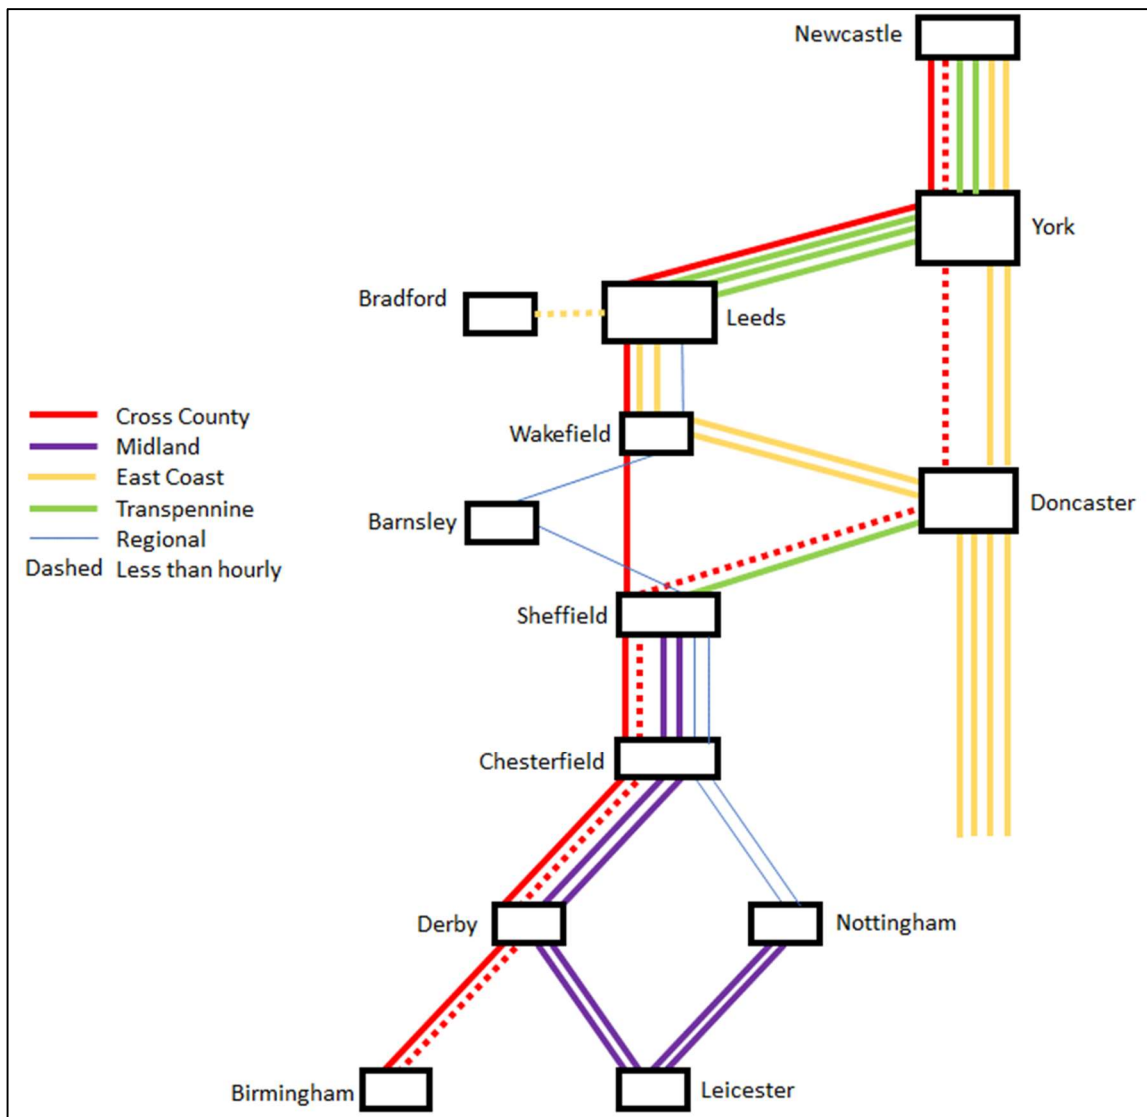 Newcastle
York
Bradford
Leeds
Cross County
Midland
East Coast
Transpennine
Regional
Dashed Less than hourly
Wakefield
Barnsley
Doncaster
Sheffield
Chesterfield
Derby
Nottingham
Birmingham
Leicester